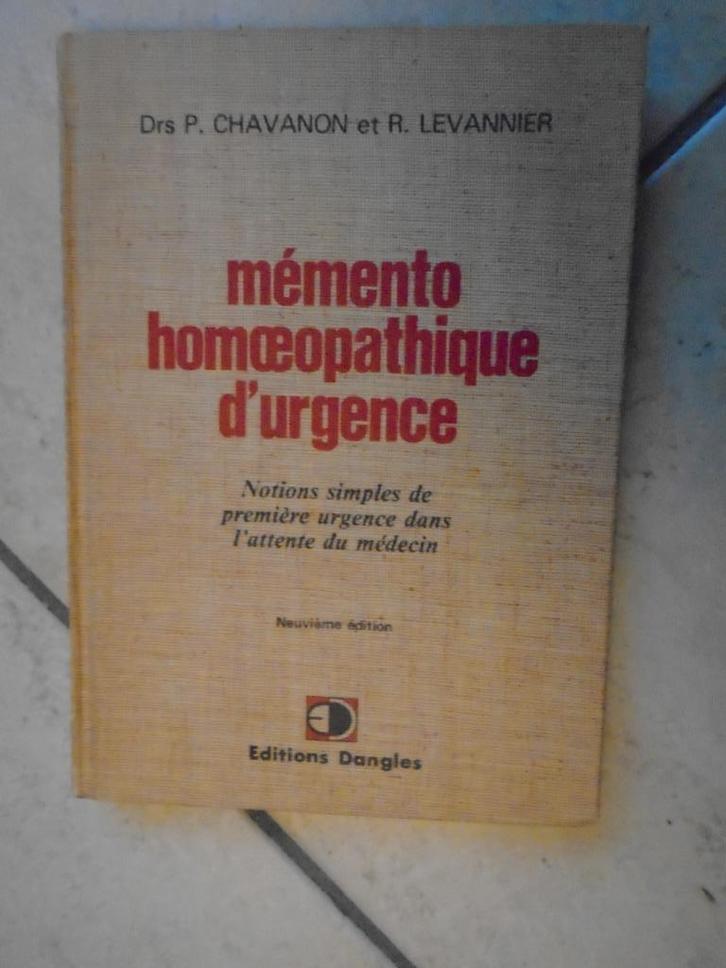 Drs P. CHAVANON et R. LEVANNIER
mémento
homœopathique
d'urgence
Notions simples de
première urgence dans
l'attente du médecin
Neuvième édition
Editions Dangles